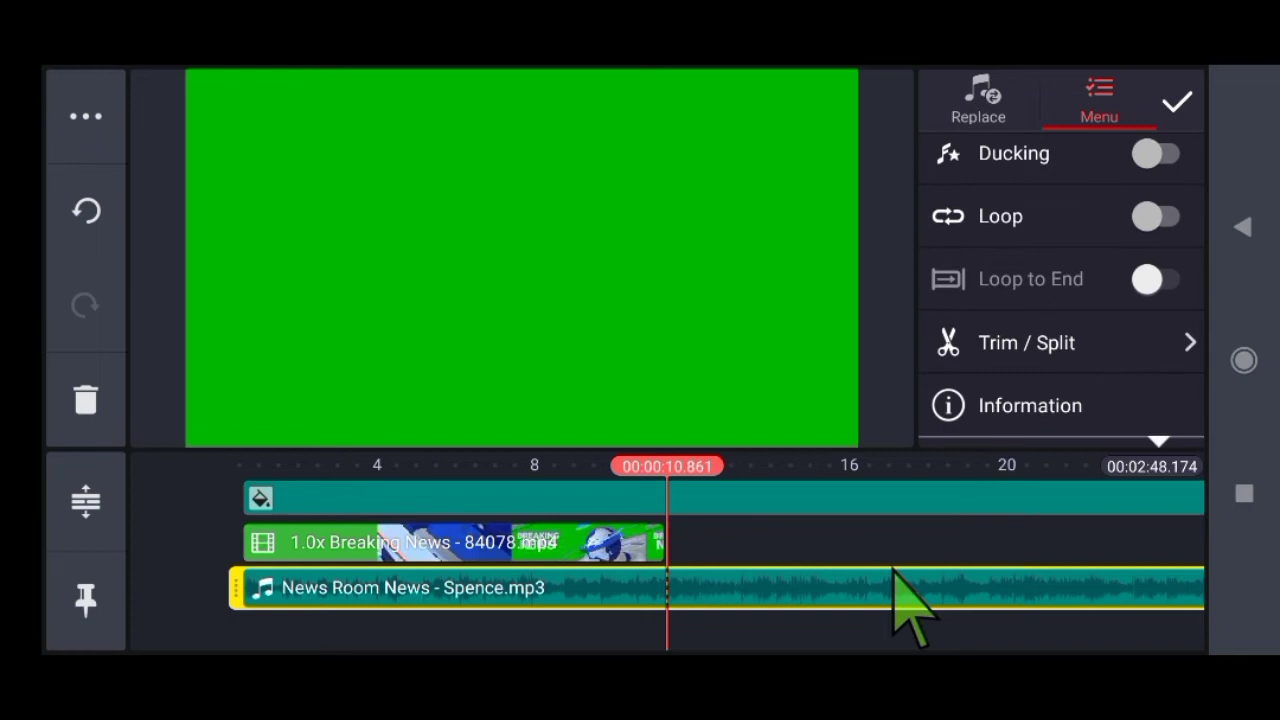 Replace
Menu
Ducking
Loop
Loop to End
Trim / Split
Information
4
8
00:00:10.861
16
20
00:02:48.174
1.0x Breaking News - 84078.mp4
News Room News - Spence.mp3